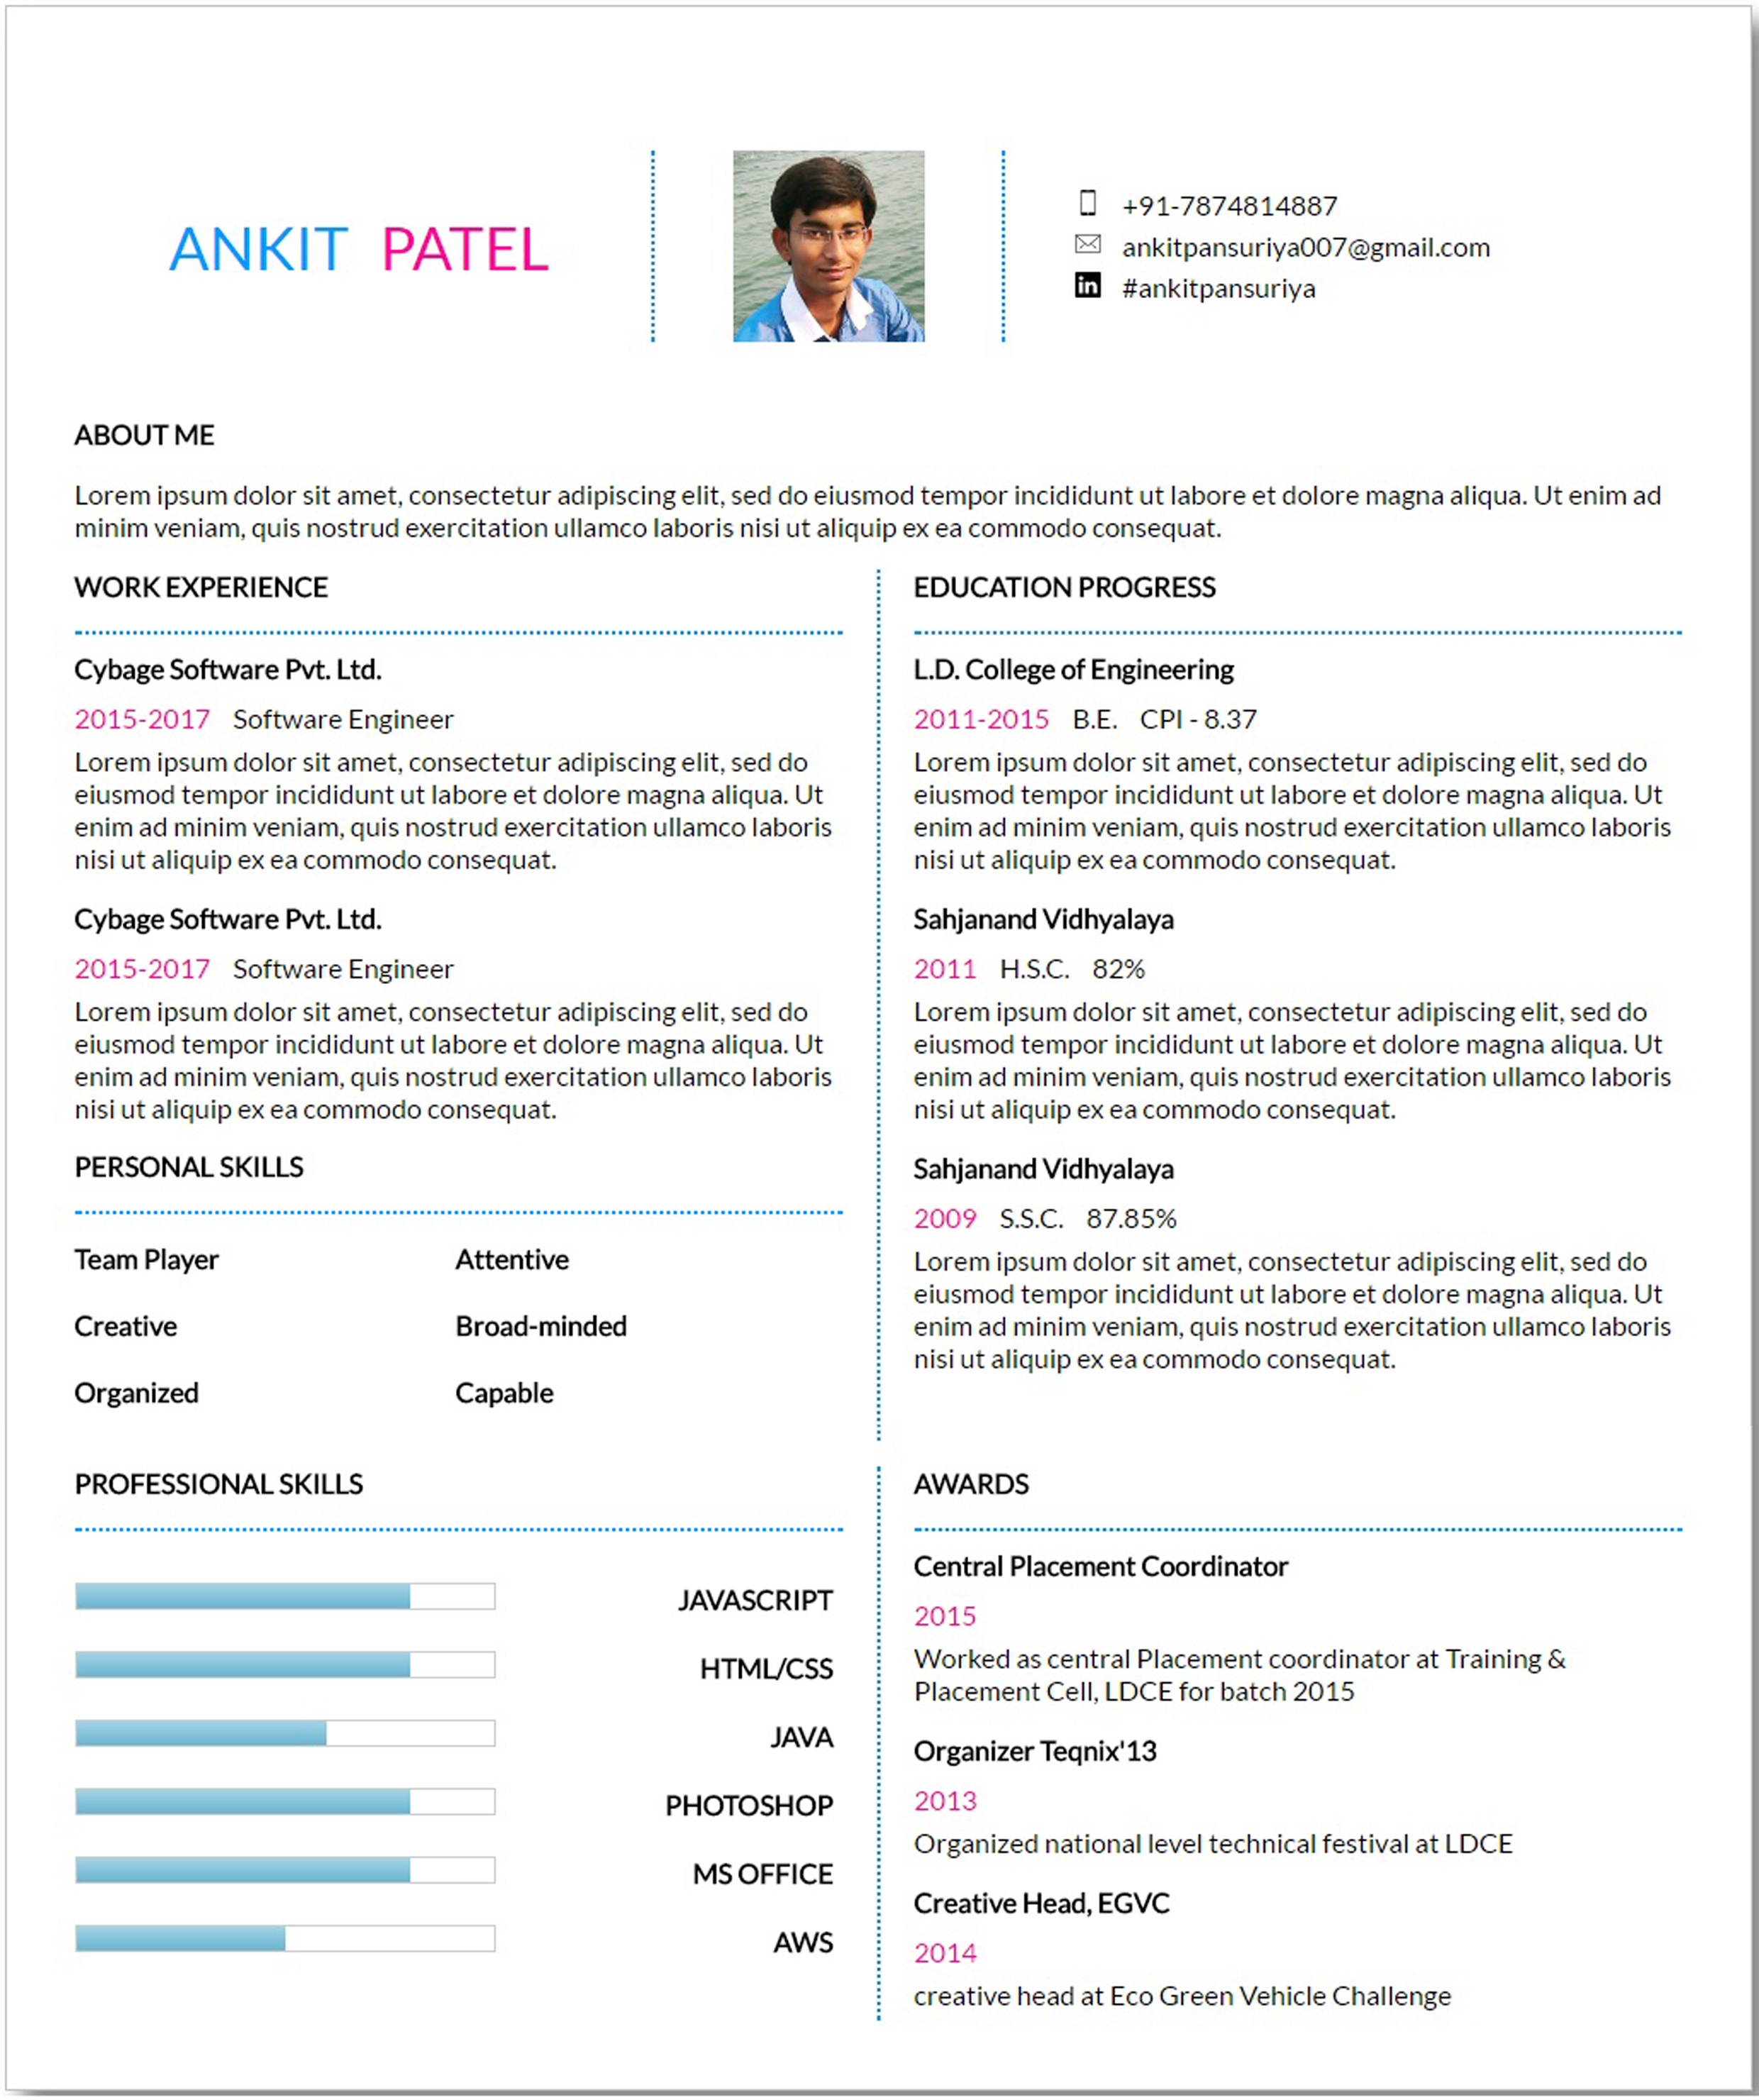 ANKIT PATEL
+91-7874814887
ankitpansuriya007@gmail.com
in
#ankitpansuriya
ABOUT ME
Lorem ipsum dolor sit amet, consectetur adipiscing elit, sed do eiusmod tempor incididunt ut labore et dolore magna aliqua. Ut enim ad
minim veniam, quis nostrud exercitation ullamco laboris nisi ut aliquip ex ea commodo consequat.
WORK EXPERIENCE
Cybage Software Pvt. Ltd.
2015-2017 Software Engineer
Lorem ipsum dolor sit amet, consectetur adipiscing elit, sed do
eiusmod tempor incididunt ut labore et dolore magna aliqua. Ut
enim ad minim veniam, quis nostrud exercitation ullamco laboris
nisi ut aliquip ex ea commodo consequat.
Cybage Software Pvt. Ltd.
2015-2017 Software Engineer
Lorem ipsum dolor sit amet, consectetur adipiscing elit, sed do
eiusmod tempor incididunt ut labore et dolore magna aliqua. Ut
enim ad minim veniam, quis nostrud exercitation ullamco laboris
nisi ut aliquip ex ea commodo consequat.
PERSONAL SKILLS
Team Player Attentive
Creative Broad-minded
Organized Capable
EDUCATION PROGRESS
L.D. College of Engineering
2011-2015 B.E. CPI - 8.37
Lorem ipsum dolor sit amet, consectetur adipiscing elit, sed do
eiusmod tempor incididunt ut labore et dolore magna aliqua. Ut
enim ad minim veniam, quis nostrud exercitation ullamco laboris
nisi ut aliquip ex ea commodo consequat.
Sahjanand Vidhyalaya
2011 H.S.C. 82%
Lorem ipsum dolor sit amet, consectetur adipiscing elit, sed do
eiusmod tempor incididunt ut labore et dolore magna aliqua. Ut
enim ad minim veniam, quis nostrud exercitation ullamco laboris
nisi ut aliquip ex ea commodo consequat.
Sahjanand Vidhyalaya
2009 S.S.C. 87.85%
Lorem ipsum dolor sit amet, consectetur adipiscing elit, sed do
eiusmod tempor incididunt ut labore et dolore magna aliqua. Ut
enim ad minim veniam, quis nostrud exercitation ullamco laboris
nisi ut aliquip ex ea commodo consequat.
PROFESSIONAL SKILLS
JAVASCRIPT
HTML/CSS
JAVA
PHOTOSHOP
MS OFFICE
AWS
AWARDS
Central Placement Coordinator
2015
Worked as central Placement coordinator at Training &
Placement Cell, LDCE for batch 2015
Organizer Teqnix'13
2013
Organized national level technical festival at LDCE
Creative Head, EGVC
2014
creative head at Eco Green Vehicle Challenge